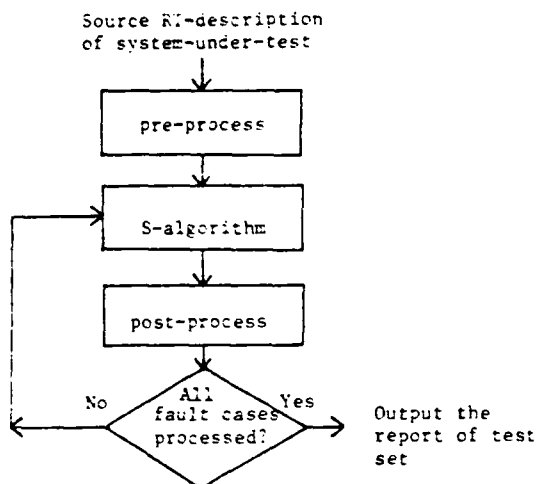 Source RT-description
of system-under-test
pre-process
S-algorithm
post-process
No
All
fault cases
processed?
Yes
Output the
report of test
set